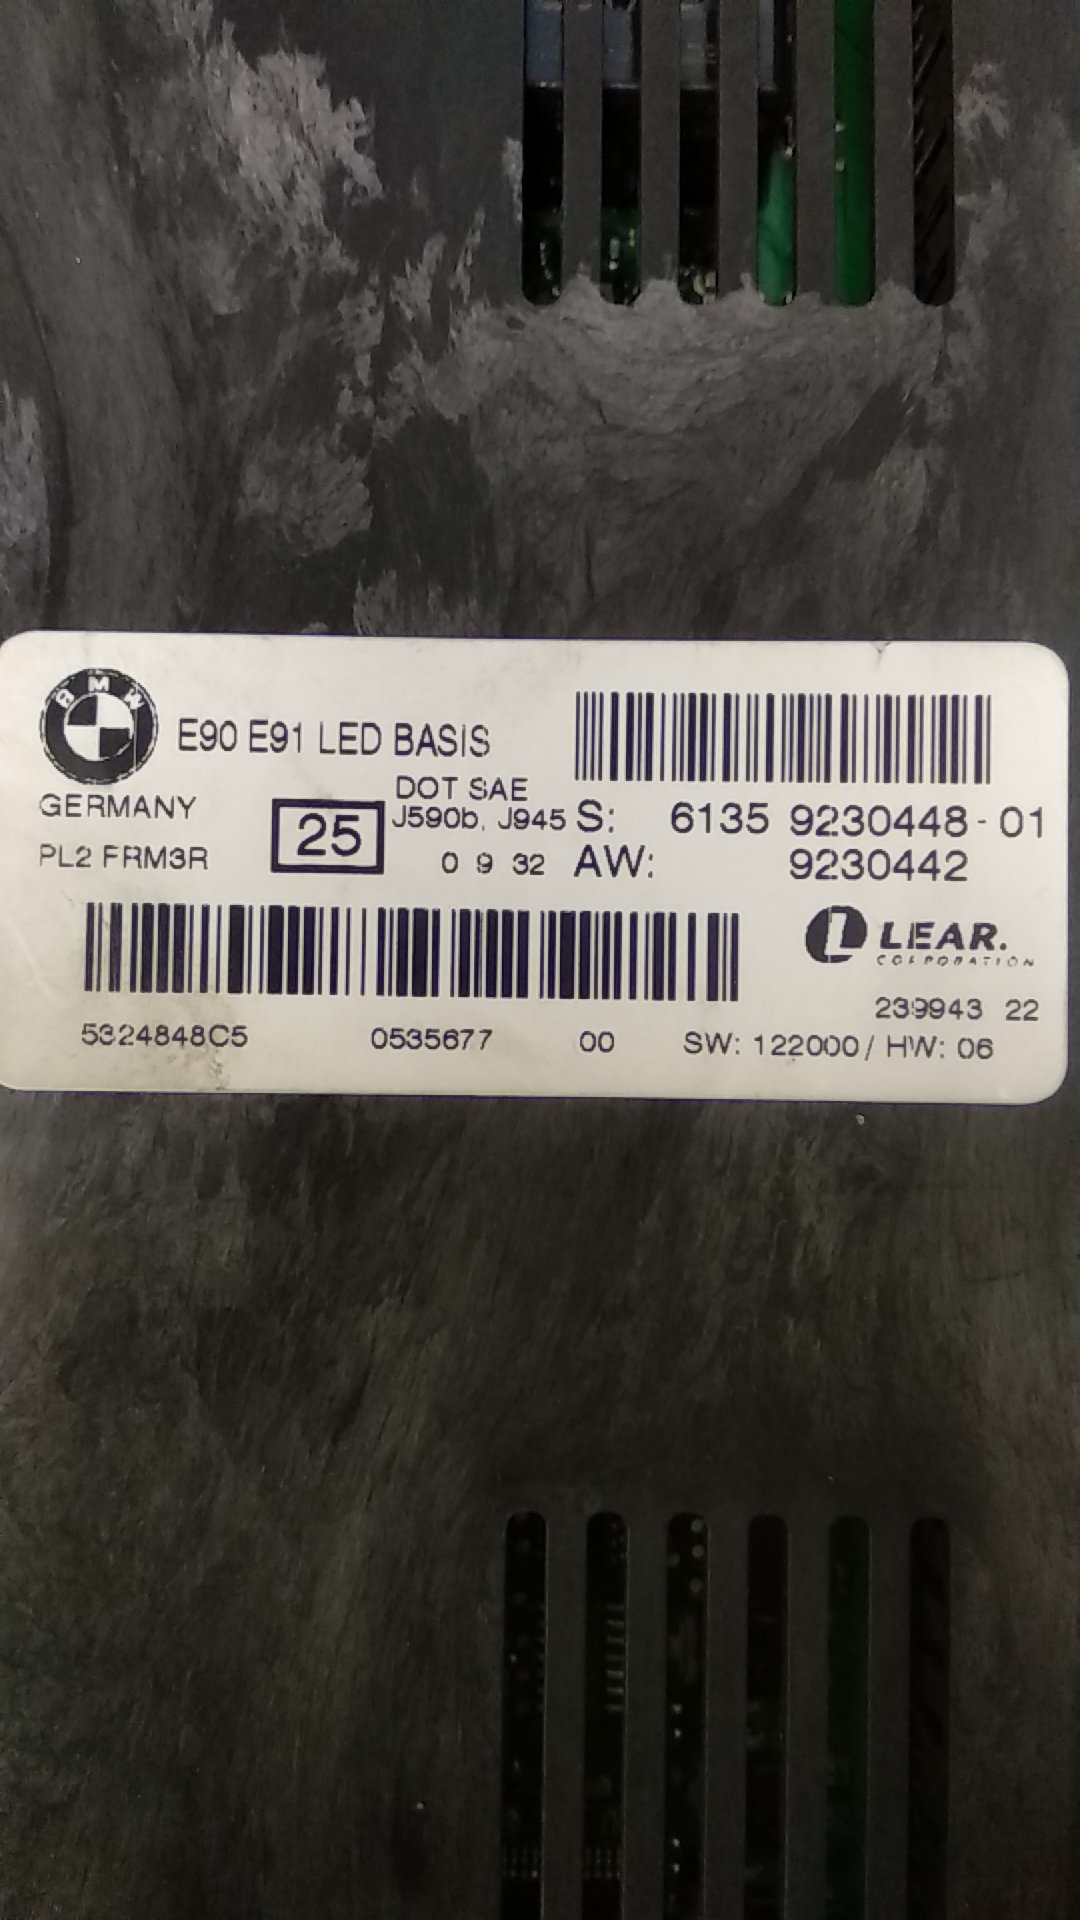 BMW
E90 E91 LED BASIS
GERMANY
PL2 FRM3R
25
DOT SAE
J590b, J945
0 9 32
S: 6135 9230448-01
AW: 9230442
LEAR.
CORPORATION
239943 22
5324848C5 0535677 00 SW: 122000/ HW: 06